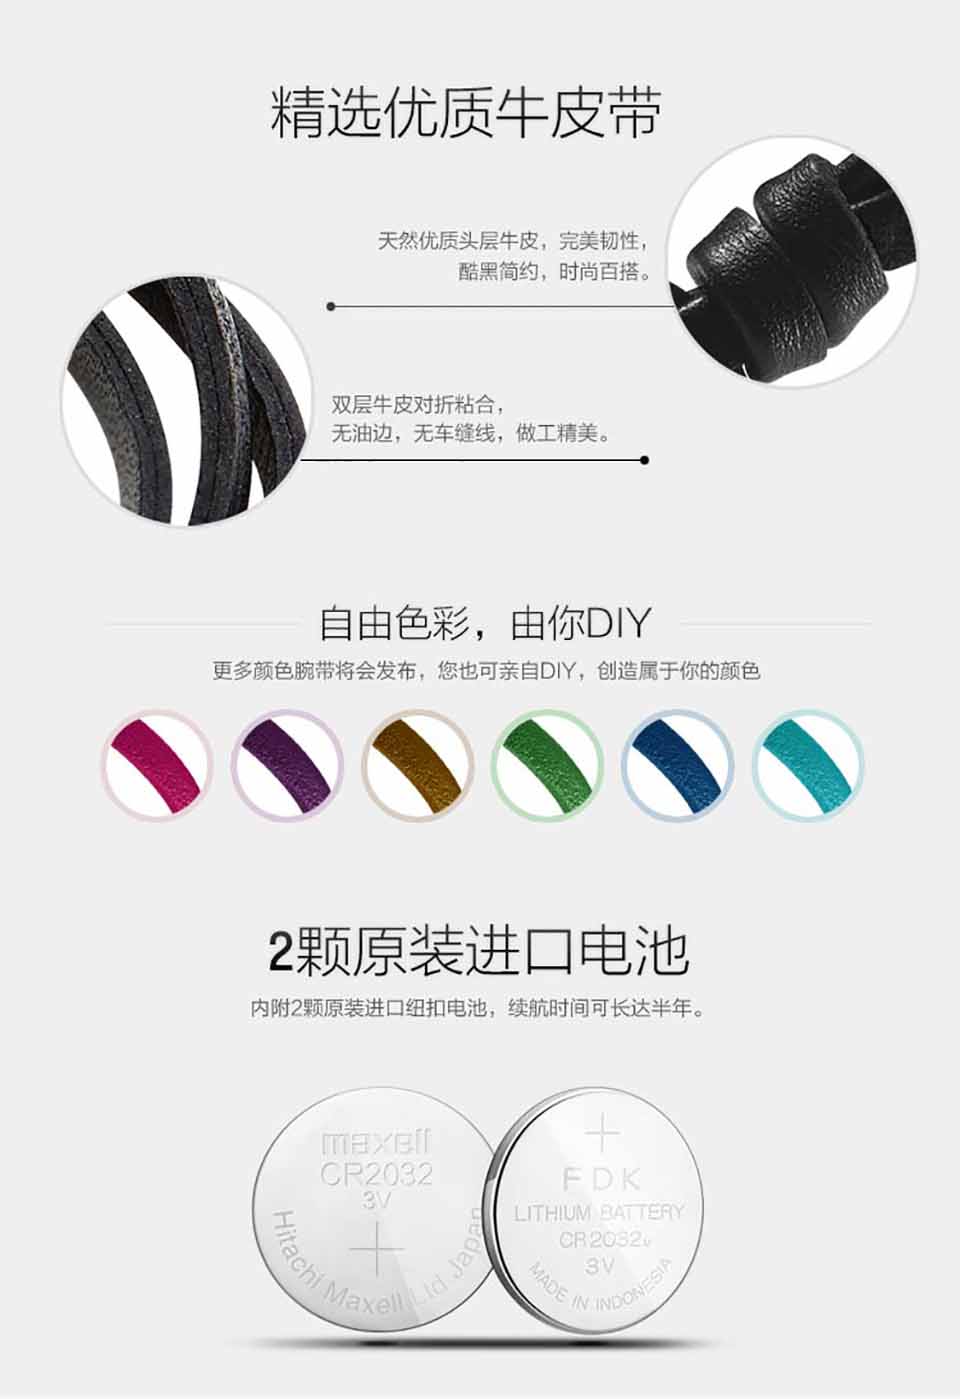 精选优质牛皮带
天然优质头层牛皮，完美韧性，
酷黑简约，时尚百搭。
双层牛皮对折粘合，
无油边，无车缝线，做工精美。
自由色彩，由你DIY
更多颜色腕带将会发布，您也可亲自DIY，创造属于你的颜色
2颗原装进口电池
内附2颗原装进口纽扣电池，续航时间可长达半年。
maxell
CR2032
3V
Hitachi Maxell,Ltd Japan
FDK
LITHIUM BATTERY
CR2032
3V
MADE IN INDONESIA